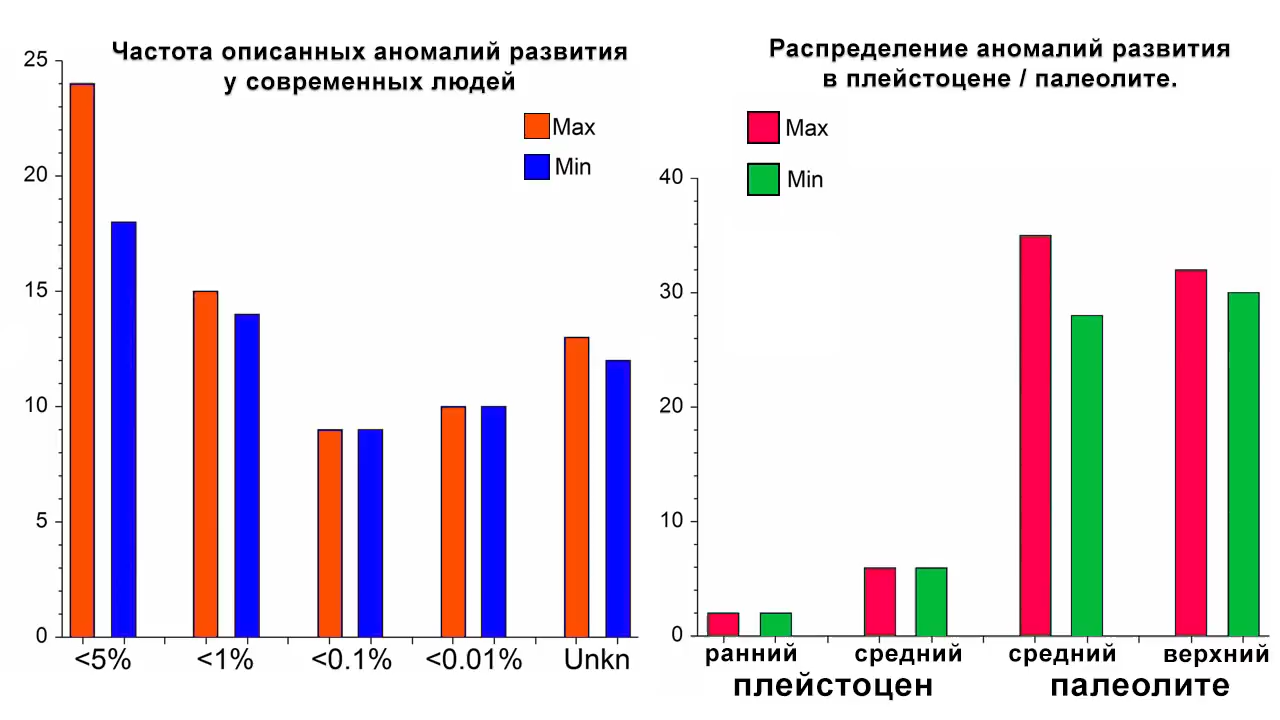 Частота описанных аномалий развития
у современных людей
Max
Min
25
20
15
10
5
0
<5%
<1%
<0.1%
<0.01%
Unkn
Распределение аномалий развития
в плейстоцене / палеолите.
Max
Min
40
30
20
10
0
ранний
средний
средний
верхний
плейстоцен
палеолите